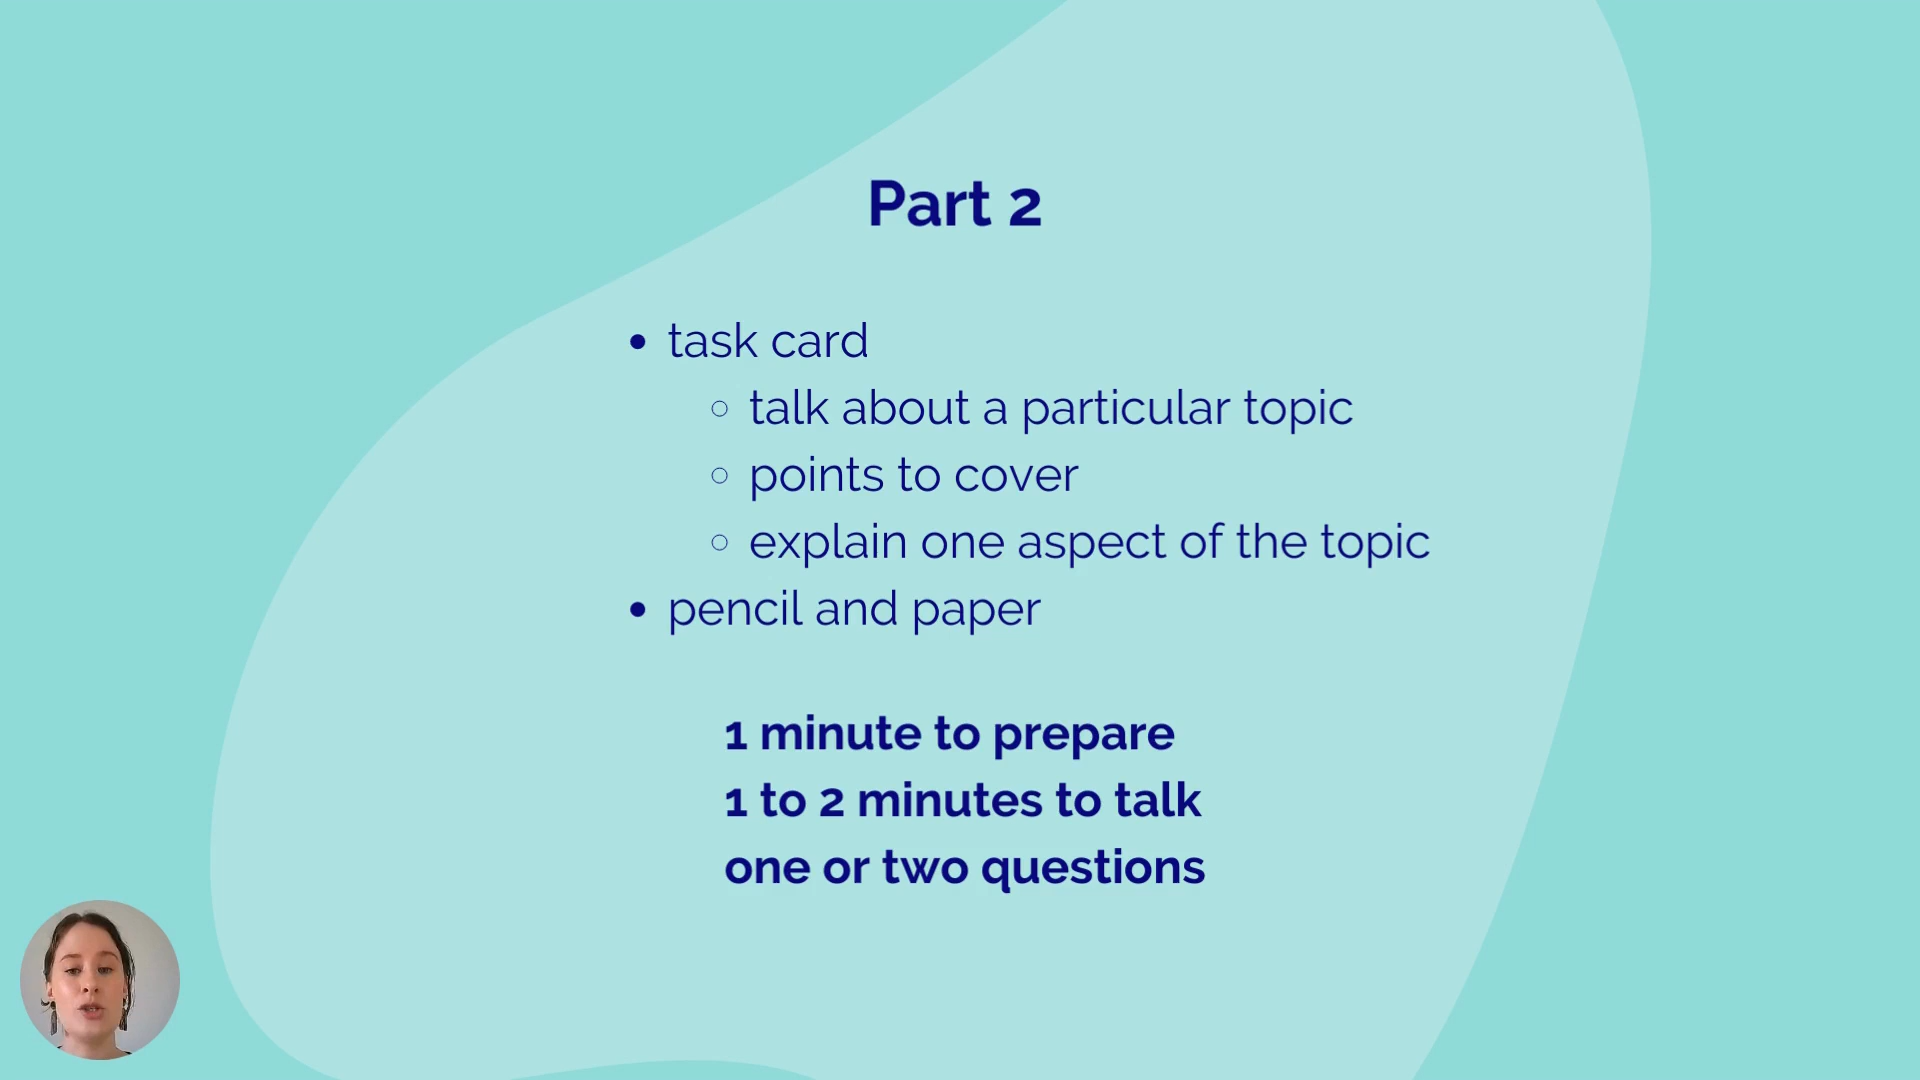 Part 2
task card
talk about a particular topic
points to cover
explain one aspect of the topic
pencil and paper
1 minute to prepare
1 to 2 minutes to talk
one or two questions